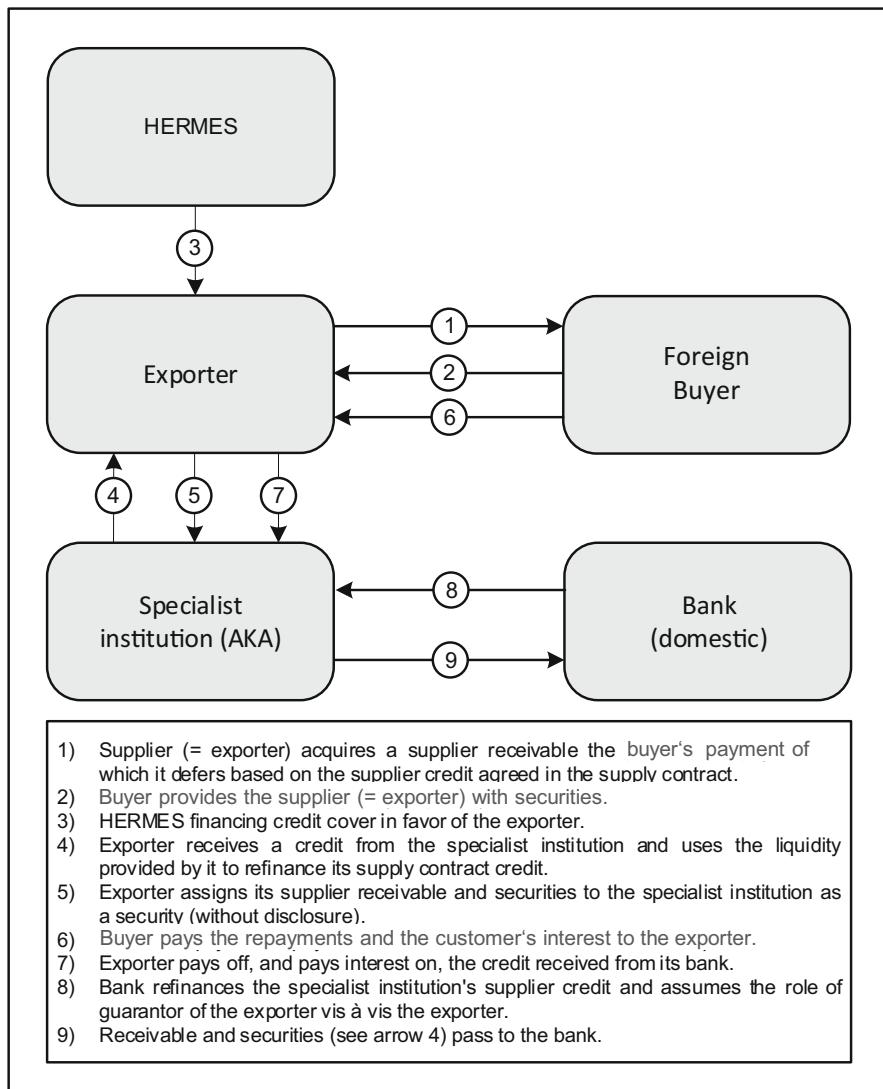 HERMES
3
Exporter
1
2
6
Foreign
Buyer
4
5
7
Specialist
institution (AKA)
8
9
Bank
(domestic)
1) Supplier (= exporter) acquires a supplier receivable the buyer‘s payment of
which it defers based on the supplier credit agreed in the supply contract.
2) Buyer provides the supplier (= exporter) with securities.
3) HERMES financing credit cover in favor of the exporter.
4) Exporter receives a credit from the specialist institution and uses the liquidity
provided by it to refinance its supply contract credit.
5) Exporter assigns its supplier receivable and securities to the specialist institution as
a security (without disclosure).
6) Buyer pays the repayments and the customer‘s interest to the exporter.
7) Exporter pays off, and pays interest on, the credit received from its bank.
8) Bank refinances the specialist institution's supplier credit and assumes the role of
guarantor of the exporter vis à vis the exporter.
9) Receivable and securities (see arrow 4) pass to the bank.